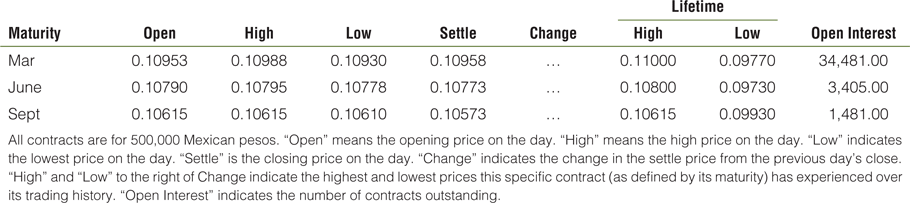 Lifetime
Maturity Open High Low Settle Change High Low Open Interest
Mar 0.10953 0.10988 0.10930 0.10958 … 0.11000 0.09770 34,481.00
June 0.10790 0.10795 0.10778 0.10773 … 0.10800 0.09730 3,405.00
Sept 0.10615 0.10615 0.10610 0.10573 … 0.10615 0.09930 1,481.00
All contracts are for 500,000 Mexican pesos. “Open” means the opening price on the day. “High” means the high price on the day. “Low” indicates
the lowest price on the day. “Settle” is the closing price on the day. “Change” indicates the change in the settle price from the previous day’s close.
“High” and “Low” to the right of Change indicate the highest and lowest prices this specific contract (as defined by its maturity) has experienced over
its trading history. “Open Interest” indicates the number of contracts outstanding.